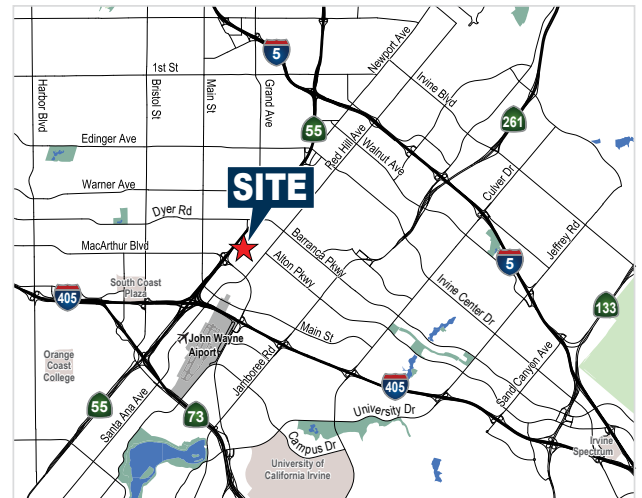 5
Newport Ave
1st St
Harbor Blvd
Bristol St
Main St
Grand Ave
Irvine Blvd
261
55
Edinger Ave
Red Hill Ave
Walnut Ave
Culver Dr
Warner Ave
SITE
Dyer Rd
Jeffrey Rd
MacArthur Blvd
Barranca Pkwy
Alton Pkwy
5
405
South Coast
Plaza
Irvine Center Dr
133
John Wayne
Aiport
Main St
Orange
Coast
College
Jamboree Rd
Sand Canyon Ave
405
55
Santa Ana Ave
73
University Dr
Campus Dr
Irvine
Spectrum
University of
California Irvine